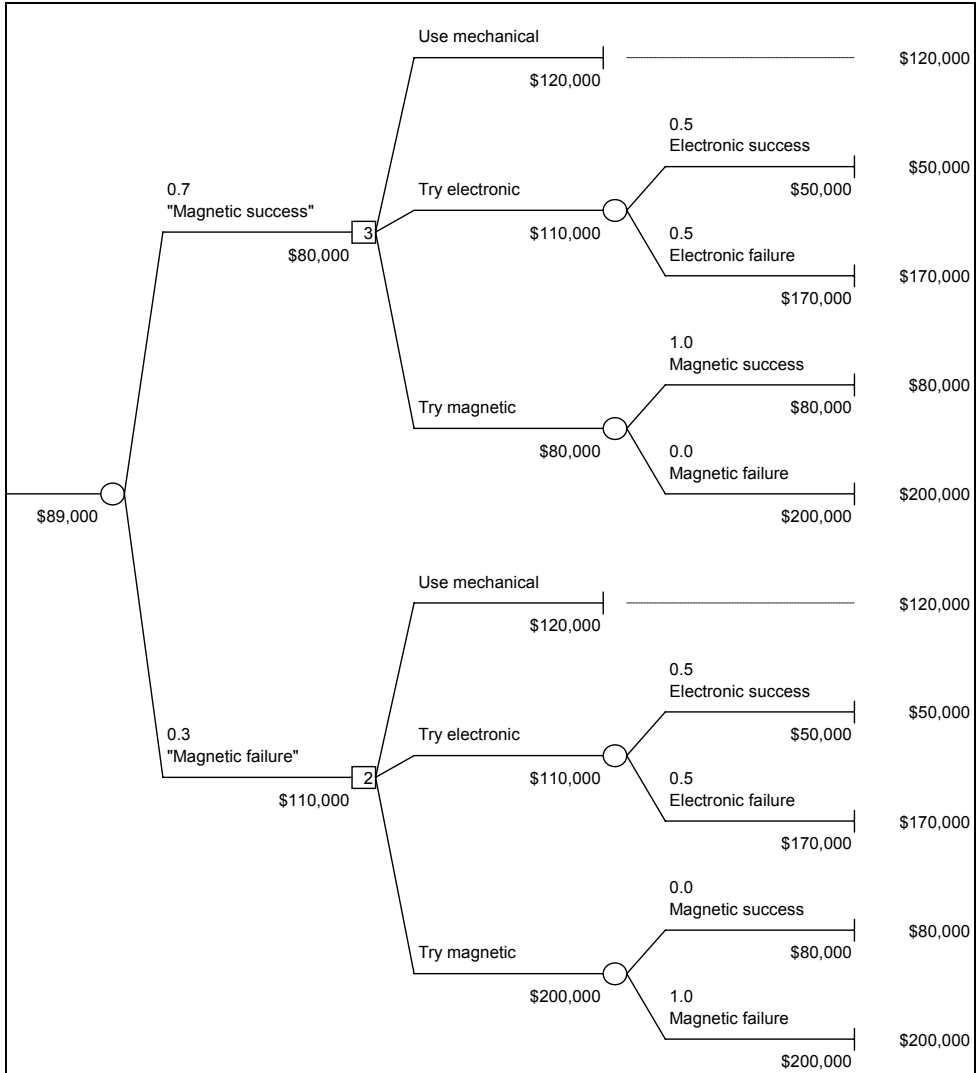 Use mechanical
$120,000
$120,000
0.5
Electronic success
$50,000
$50,000
0.7
"Magnetic success"
Try electronic
3
$80,000
$110,000
0.5
Electronic failure
$170,000
$170,000
1.0
Magnetic success
$80,000
$80,000
Try magnetic
$80,000
0.0
Magnetic failure
$200,000
$200,000
$89,000
Use mechanical
$120,000
$120,000
0.5
Electronic success
$50,000
$50,000
0.3
"Magnetic failure"
Try electronic
2
$110,000
$110,000
0.5
Electronic failure
$170,000
$170,000
0.0
Magnetic success
$80,000
$80,000
Try magnetic
$200,000
1.0
Magnetic failure
$200,000
$200,000